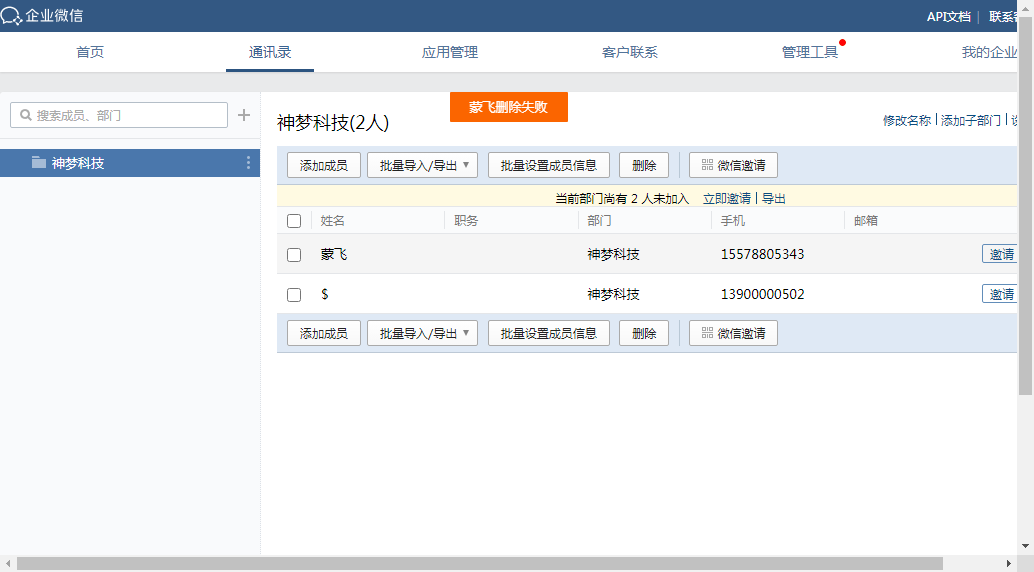 企业微信
API文档 | 联系客
首页 通讯录 应用管理 客户联系 管理工具 我的企业
搜索成员、部门
蒙飞删除失败
神梦科技(2人)
修改名称 | 添加子部门 | 设
神梦科技
添加成员 批量导入/导出 批量设置成员信息 删除 微信邀请
当前部门尚有 2 人未加入 立即邀请 | 导出
姓名 职务 部门 手机 邮箱
蒙飞 神梦科技 15578805343 邀请
$ 神梦科技 13900000502 邀请
添加成员 批量导入/导出 批量设置成员信息 删除 微信邀请